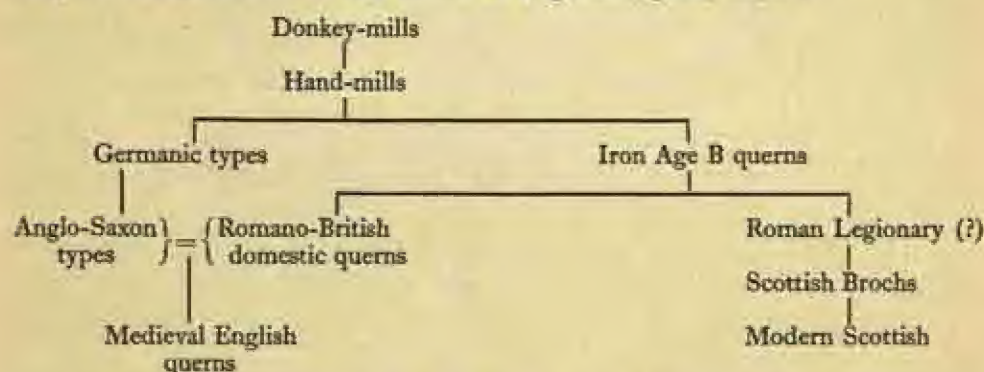 Donkey-mills
Hand-mills
Germanic types
Iron Age B querns
Anglo-Saxon } = { Romano-British
types domestic querns
Roman Legionary (?)
Scottish Brochs
Medieval English
querns
Modern Scottish